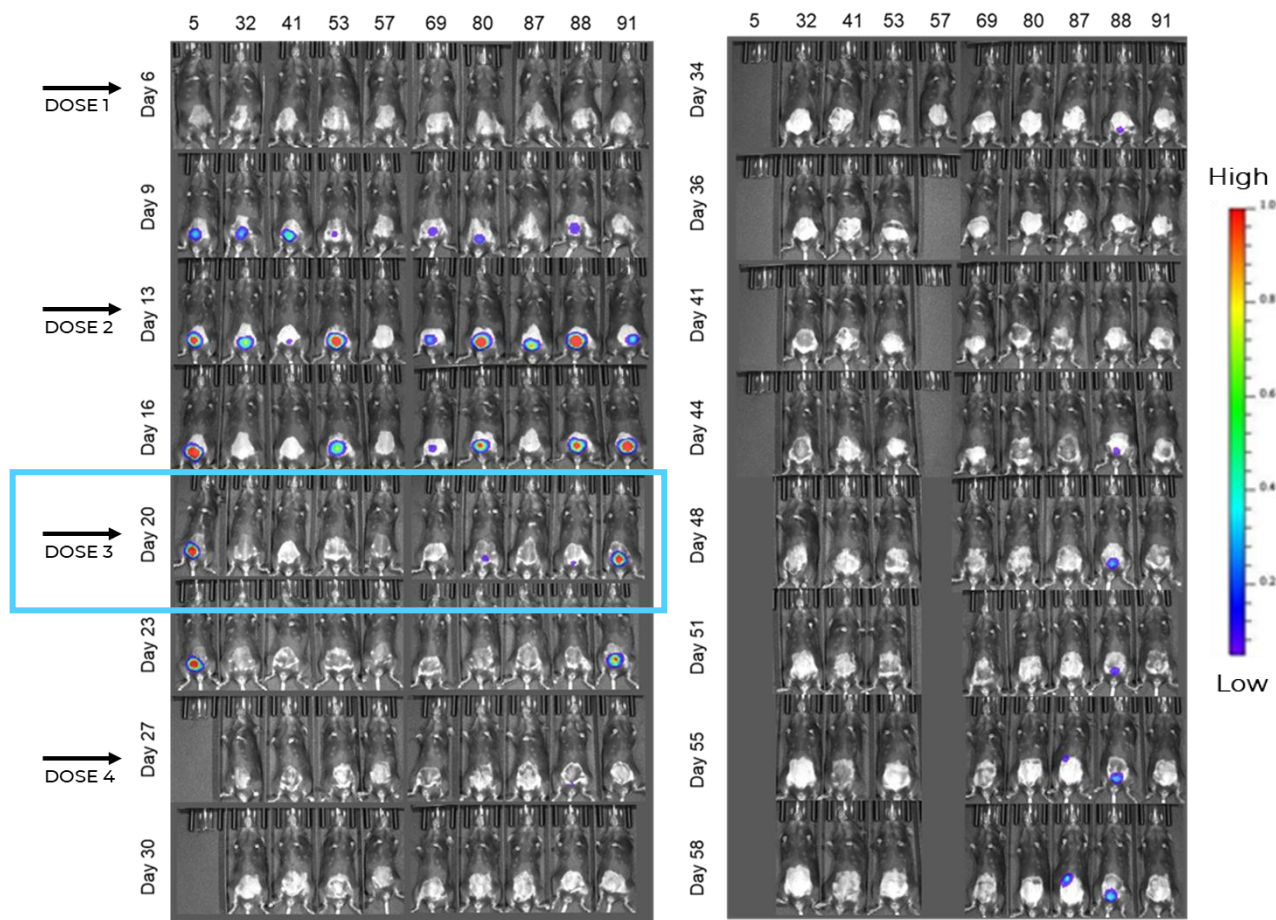 5 32 41 53 57 69 80 87 88 91
Day 6
DOSE 1
Day 9
Day 13
DOSE 2
Day 16
Day 20
DOSE 3
Day 23
Day 27
DOSE 4
Day 30
5 32 41 53 57 69 80 87 88 91
Day 34
Day 36
Day 41
Day 44
Day 48
Day 51
Day 55
Day 58
High
1.0
0.8
0.6
0.4
0.2
Low